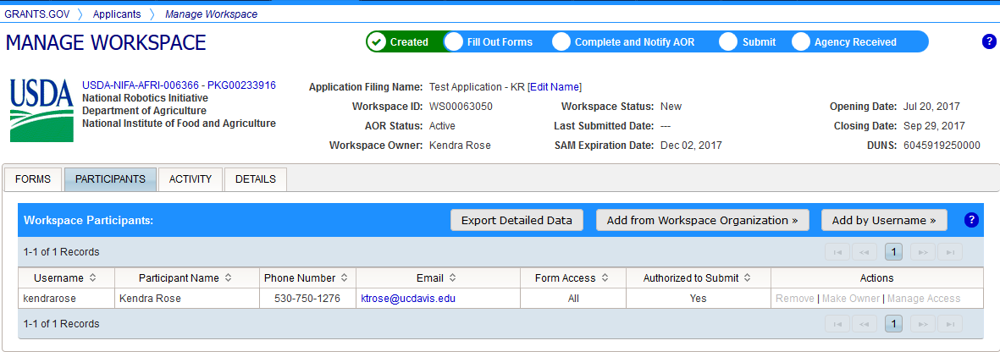 GRANTS.GOV 〉 Applicants 〉 Manage Workspace
MANAGE WORKSPACE
Created
Fill Out Forms
Complete and Notify AOR
Submit
Agency Received
?
USDA
USDA-NIFA-AFRI-006366 - PKG00233916
National Robotics Initiative
Department of Agriculture
National Institute of Food and Agriculture
Application Filing Name: Test Application - KR [Edit Name]
Workspace ID: WS00063050 Workspace Status: New Opening Date: Jul 20, 2017
AOR Status: Active Last Submitted Date: --- Closing Date: Sep 29, 2017
Workspace Owner: Kendra Rose SAM Expiration Date: Dec 02, 2017 DUNS: 6045919250000
FORMS PARTICIPANTS ACTIVITY DETAILS
Workspace Participants: Export Detailed Data Add from Workspace Organization » Add by Username » ?
1-1 of 1 Records 1
Username Participant Name Phone Number Email Form Access Authorized to Submit Actions
kendrarose Kendra Rose 530-750-1276 ktrose@ucdavis.edu All Yes Remove | Make Owner | Manage Access
1-1 of 1 Records 1